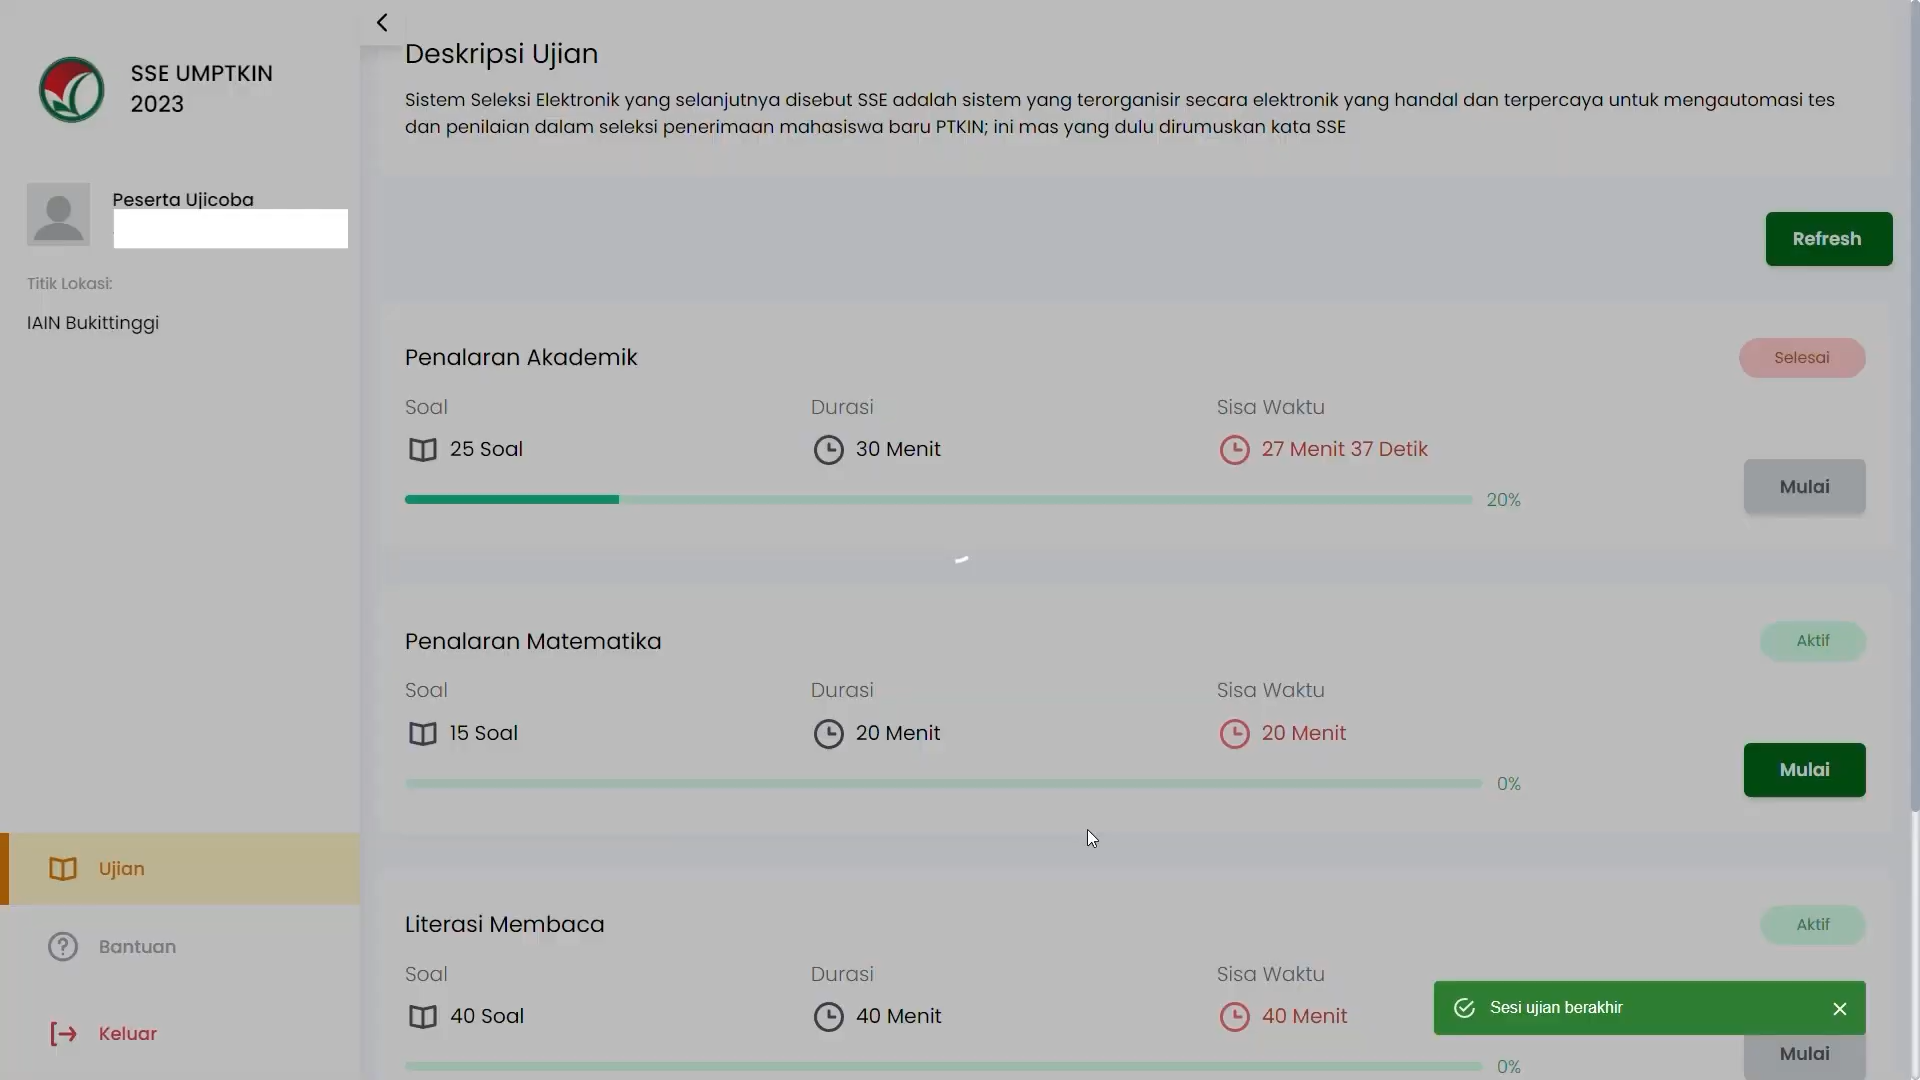 SSE UMPTKIN
2023
Peserta Ujicoba
Titik Lokasi:
IAIN Bukittinggi
Ujian
Bantuan
Keluar
Deskripsi Ujian
Sistem Seleksi Elektronik yang selanjutnya disebut SSE adalah sistem yang terorganisir secara elektronik yang handal dan terpercaya untuk mengautomasi tes
dan penilaian dalam seleksi penerimaan mahasiswa baru PTKIN; ini mas yang dulu dirumuskan kata SSE
Refresh
Penalaran Akademik
Selesai
Soal Durasi Sisa Waktu
25 Soal 30 Menit 27 Menit 37 Detik
20%
Mulai
Penalaran Matematika
Aktif
Soal Durasi Sisa Waktu
15 Soal 20 Menit 20 Menit
0%
Mulai
Literasi Membaca
Aktif
Soal Durasi Sisa Waktu
40 Soal 40 Menit 40 Menit
0%
Mulai
Sesi ujian berakhir